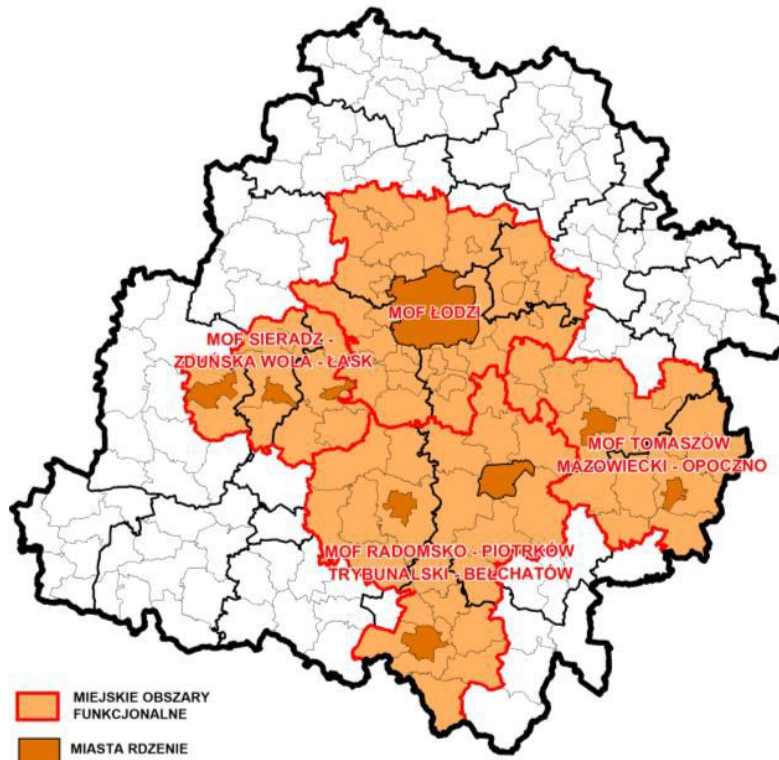 MOF ŁODZI
MOF SIERADZ -
ZDUŃSKA WOLA - ŁASK
MOF TOMASZÓW
MAZOWIECKI - OPOCZNO
MOF RADOMSKO - PIOTRKÓW
TRYBUNALSKI - BEŁCHATÓW
MIEJSKIE OBSZARY
FUNKCJONALNE
MIASTA RDZENIE